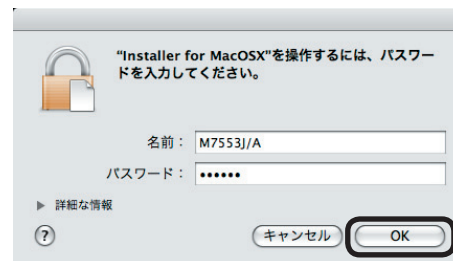 "Installer for MacOSX"を操作するには、パスワー
ドを入力してください。
名前： M7553J/A
パスワード： ••••••
▶ 詳細な情報
? キャンセル OK